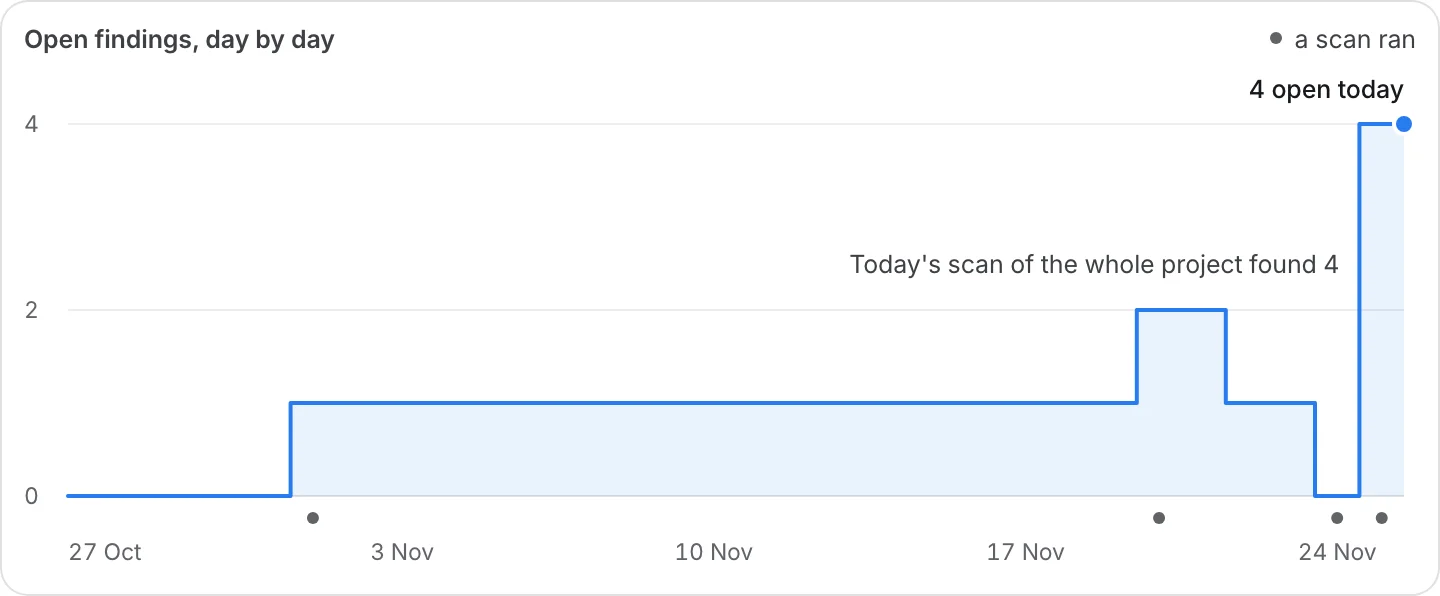 Open findings, day by day
a scan ran
4 open today
4
Today's scan of the whole project found 4
2
0
27 Oct
3 Nov
10 Nov
17 Nov
24 Nov